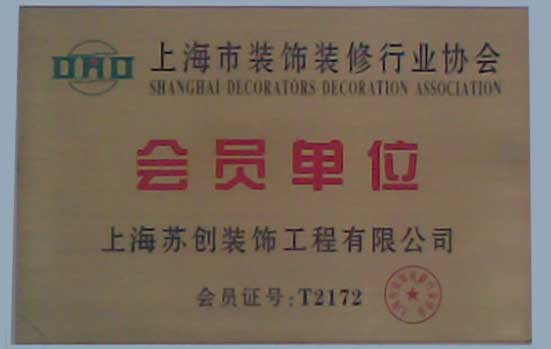 上海市装饰装修行业协会
SHANGHAI DECORATORS DECORATION ASSOCIATION
会员单位
上海苏创装饰工程有限公司
会员证号:T2172